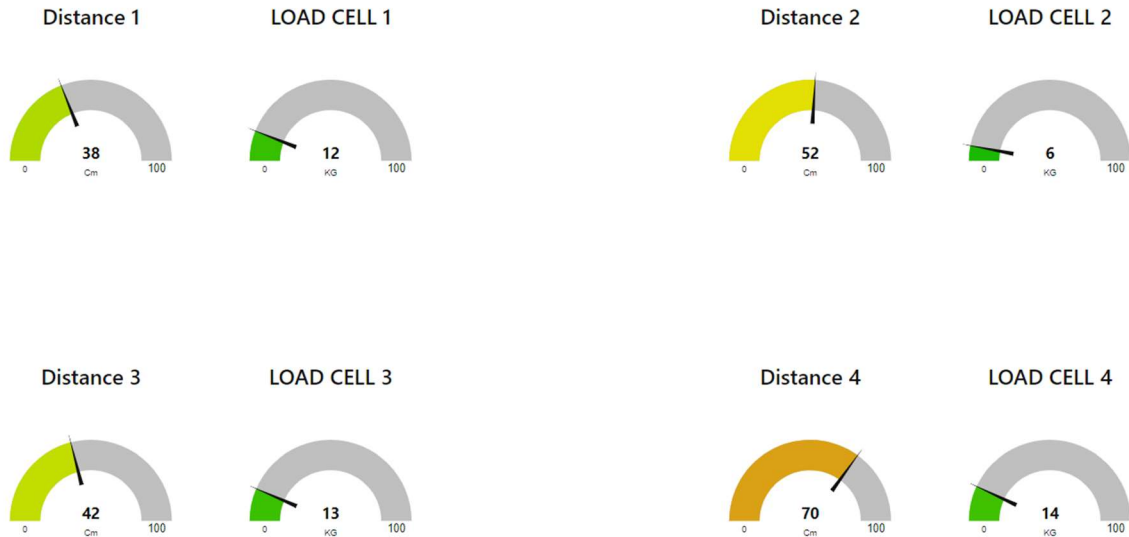 Distance 1
38
0
100
Cm
LOAD CELL 1
12
0
100
KG
Distance 2
52
0
100
Cm
LOAD CELL 2
6
0
100
KG
Distance 3
42
0
100
Cm
LOAD CELL 3
13
0
100
KG
Distance 4
70
0
100
Cm
LOAD CELL 4
14
0
100
KG